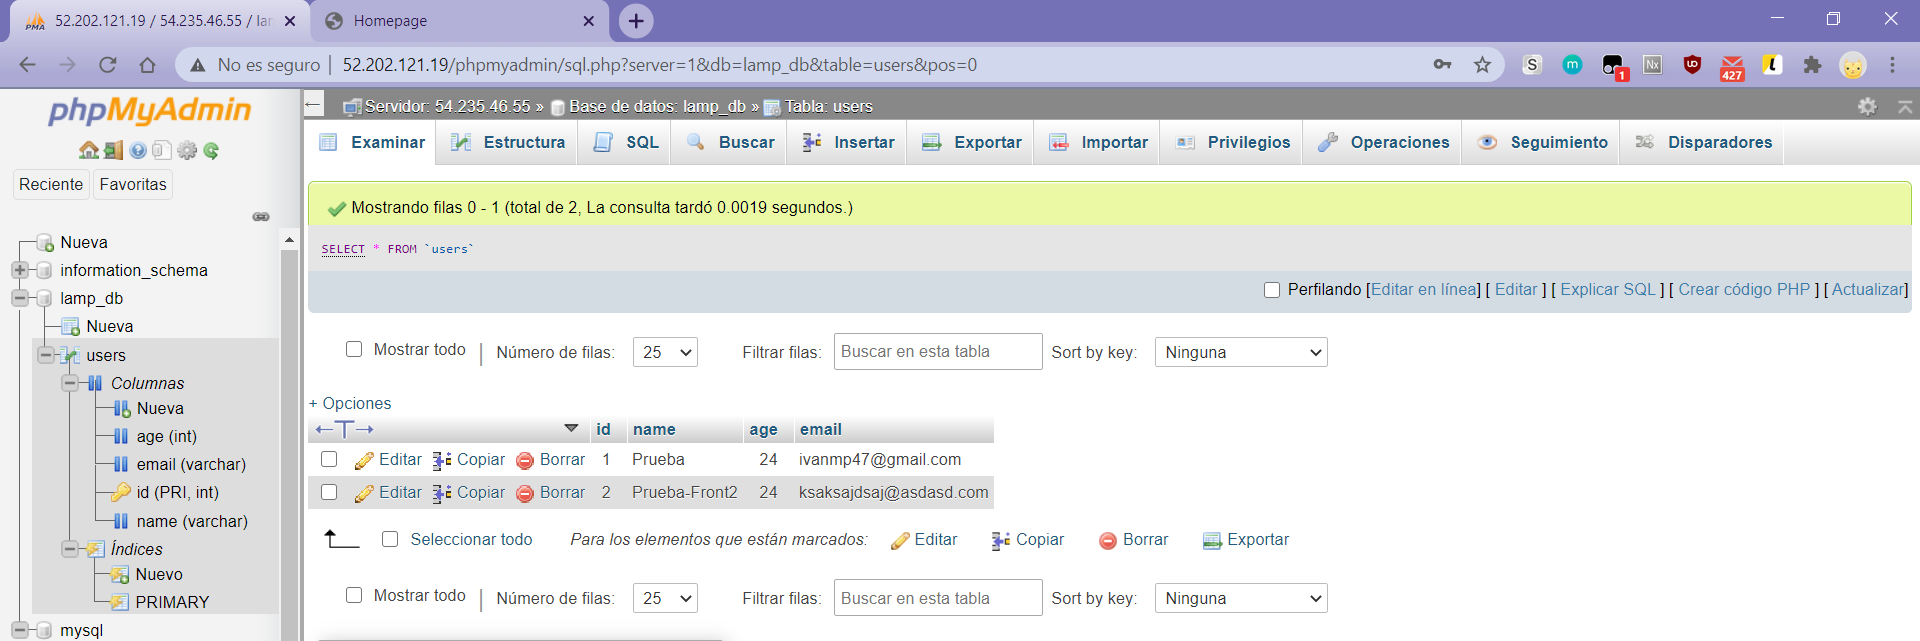 52.202.121.19 / 54.235.46.55 / lan
Homepage
No es seguro
52.202.121.19/phpmyadmin/sql.php?server=1&db=lamp_db&table=users&pos=0
S m 1 Nx UD 427 L
phpMyAdmin
Servidor: 54.235.46.55 » Base de datos: lamp_db » Tabla: users
Examinar Estructura SQL Buscar Insertar Exportar Importar Privilegios Operaciones Seguimiento Disparadores
Reciente Favoritas
Nueva
information_schema
lamp_db
Nueva
users
Columnas
Nueva
age (int)
email (varchar)
id (PRI, int)
name (varchar)
Índices
Nuevo
PRIMARY
mysql
Mostrando filas 0 - 1 (total de 2, La consulta tardó 0.0019 segundos.)
SELECT * FROM `users`
Perfilando [Editar en línea] [ Editar ] [ Explicar SQL ] [ Crear código PHP ] [ Actualizar]
Mostrar todo | Número de filas: 25 Filtrar filas: Buscar en esta tabla Sort by key: Ninguna
+ Opciones
←T→ id name age email
Editar Copiar Borrar 1 Prueba 24 ivanmp47@gmail.com
Editar Copiar Borrar 2 Prueba-Front2 24 ksaksajdsaj@asdasd.com
Seleccionar todo Para los elementos que están marcados: Editar Copiar Borrar Exportar
Mostrar todo | Número de filas: 25 Filtrar filas: Buscar en esta tabla Sort by key: Ninguna